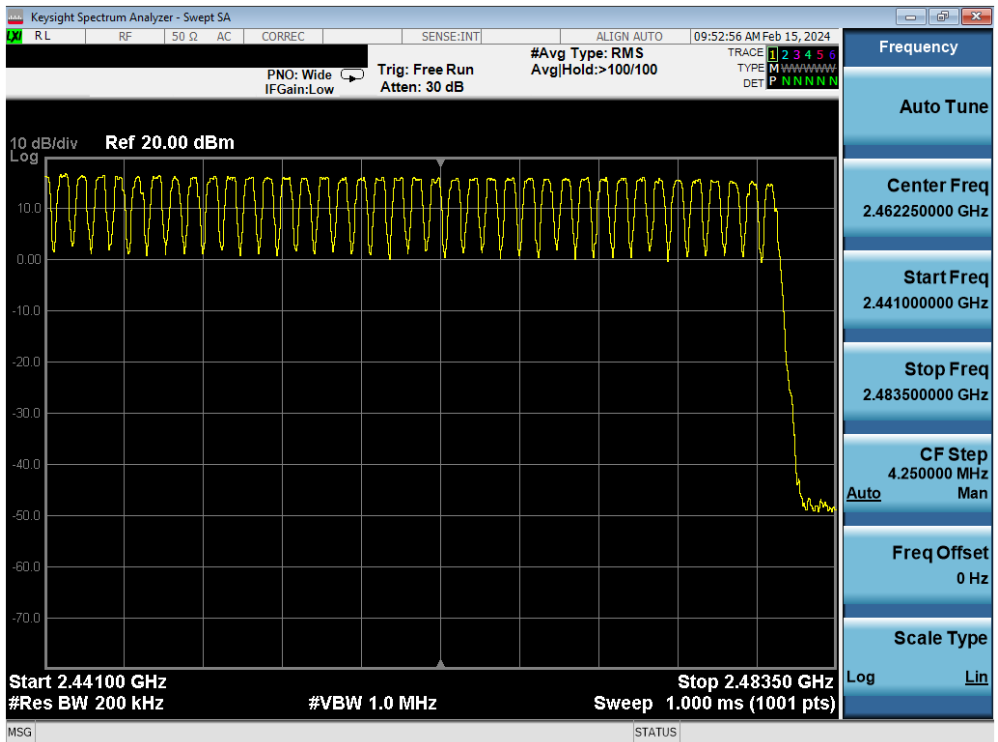 Keysight Spectrum Analyzer - Swept SA
LXI RL RF 50 Ω AC CORREC SENSE:INT ALIGN AUTO 09:52:56 AM Feb 15, 2024
PNO: Wide
IFGain:Low
Trig: Free Run
Atten: 30 dB
#Avg Type: RMS
Avg|Hold:>100/100
TRACE 1 2 3 4 5 6
TYPE M W W W W W
DET P N N N N N
10 dB/div Ref 20.00 dBm
Log
10.0
0.00
-10.0
-20.0
-30.0
-40.0
-50.0
-60.0
-70.0
Start 2.44100 GHz Stop 2.48350 GHz
#Res BW 200 kHz #VBW 1.0 MHz Sweep 1.000 ms (1001 pts)
MSG STATUS
Frequency
Auto Tune
Center Freq
2.462250000 GHz
Start Freq
2.441000000 GHz
Stop Freq
2.483500000 GHz
CF Step
4.250000 MHz
Auto Man
Freq Offset
0 Hz
Scale Type
Log Lin